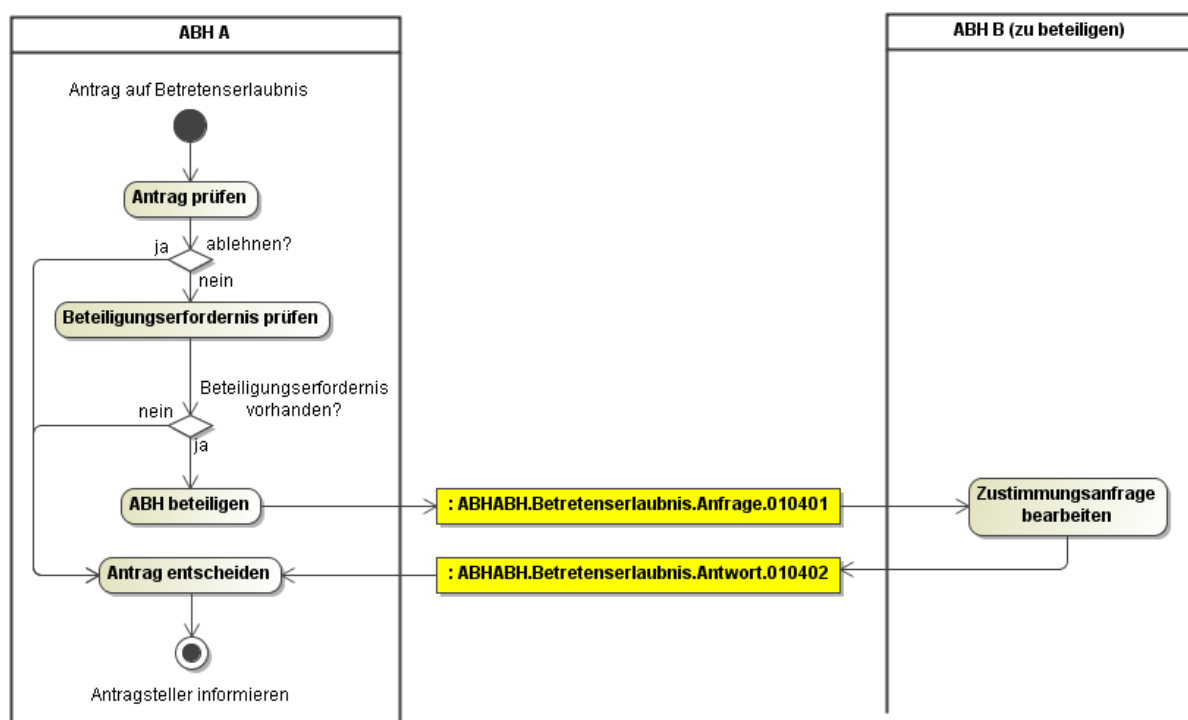 ABH A
ABH B (zu beteiligen)
Antrag auf Betretenserlaubnis
Antrag prüfen
ja
ablehnen?
nein
Beteiligungserfordernis prüfen
Beteiligungserfordernis
vorhanden?
nein
ja
ABH beteiligen
: ABHABH.Betretenserlaubnis.Anfrage.010401
Zustimmungsanfrage
bearbeiten
Antrag entscheiden
: ABHABH.Betretenserlaubnis.Antwort.010402
Antragsteller informieren